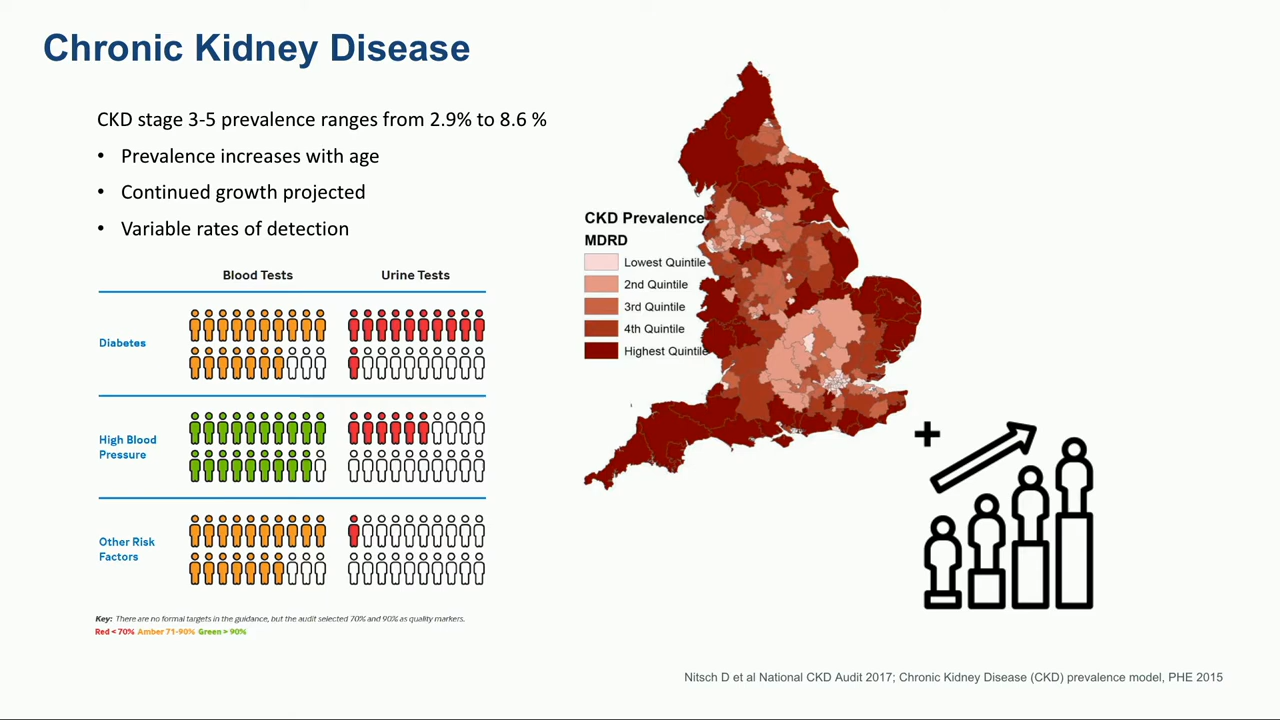 Chronic Kidney Disease
CKD stage 3-5 prevalence ranges from 2.9% to 8.6 %
• Prevalence increases with age
• Continued growth projected
• Variable rates of detection
Blood Tests Urine Tests
Diabetes
High Blood
Pressure
Other Risk
Factors
Key: There are no formal targets in the guidance, but the audit selected 70% and 90% as quality markers.
Red < 70% Amber 71-90% Green > 90%
CKD Prevalence
MDRD
Lowest Quintile
2nd Quintile
3rd Quintile
4th Quintile
Highest Quintile
+
Nitsch D et al National CKD Audit 2017; Chronic Kidney Disease (CKD) prevalence model, PHE 2015